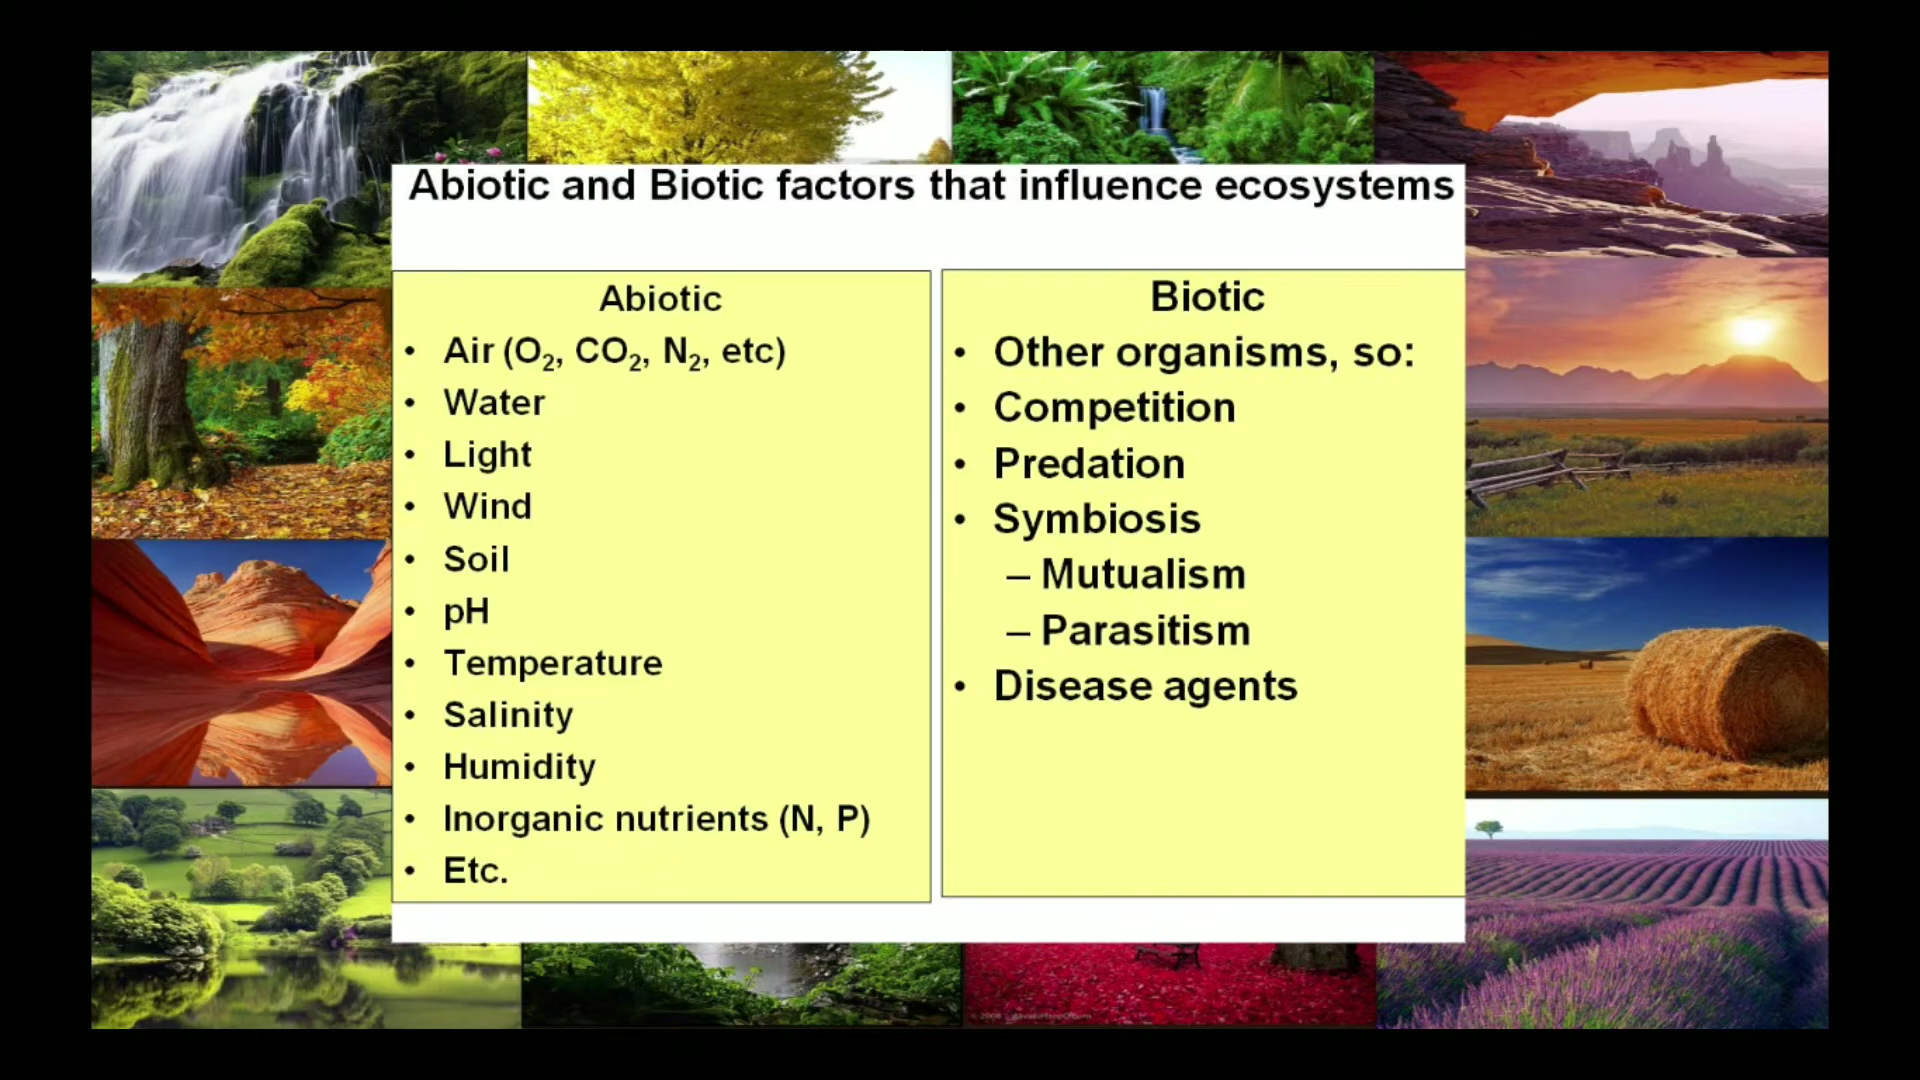 Abiotic and Biotic factors that influence ecosystems
Abiotic
• Air (O₂, CO₂, N₂, etc)
• Water
• Light
• Wind
• Soil
• pH
• Temperature
• Salinity
• Humidity
• Inorganic nutrients (N, P)
• Etc.
Biotic
• Other organisms, so:
• Competition
• Predation
• Symbiosis
– Mutualism
– Parasitism
• Disease agents